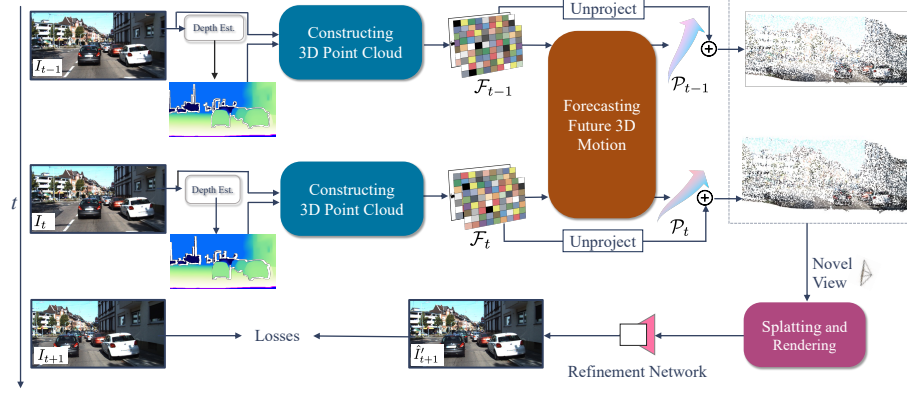 Unproject
Depth Est.
Constructing
3D Point Cloud
I_{t-1}
\mathcal{F}_{t-1}
\mathcal{P}_{t-1}
Forecasting
Future 3D
Motion
t
Depth Est.
Constructing
3D Point Cloud
I_t
\mathcal{F}_t
\mathcal{P}_t
Unproject
Novel
View
I_{t+1}
Losses
\hat{I}'_{t+1}
Splatting and
Rendering
Refinement Network